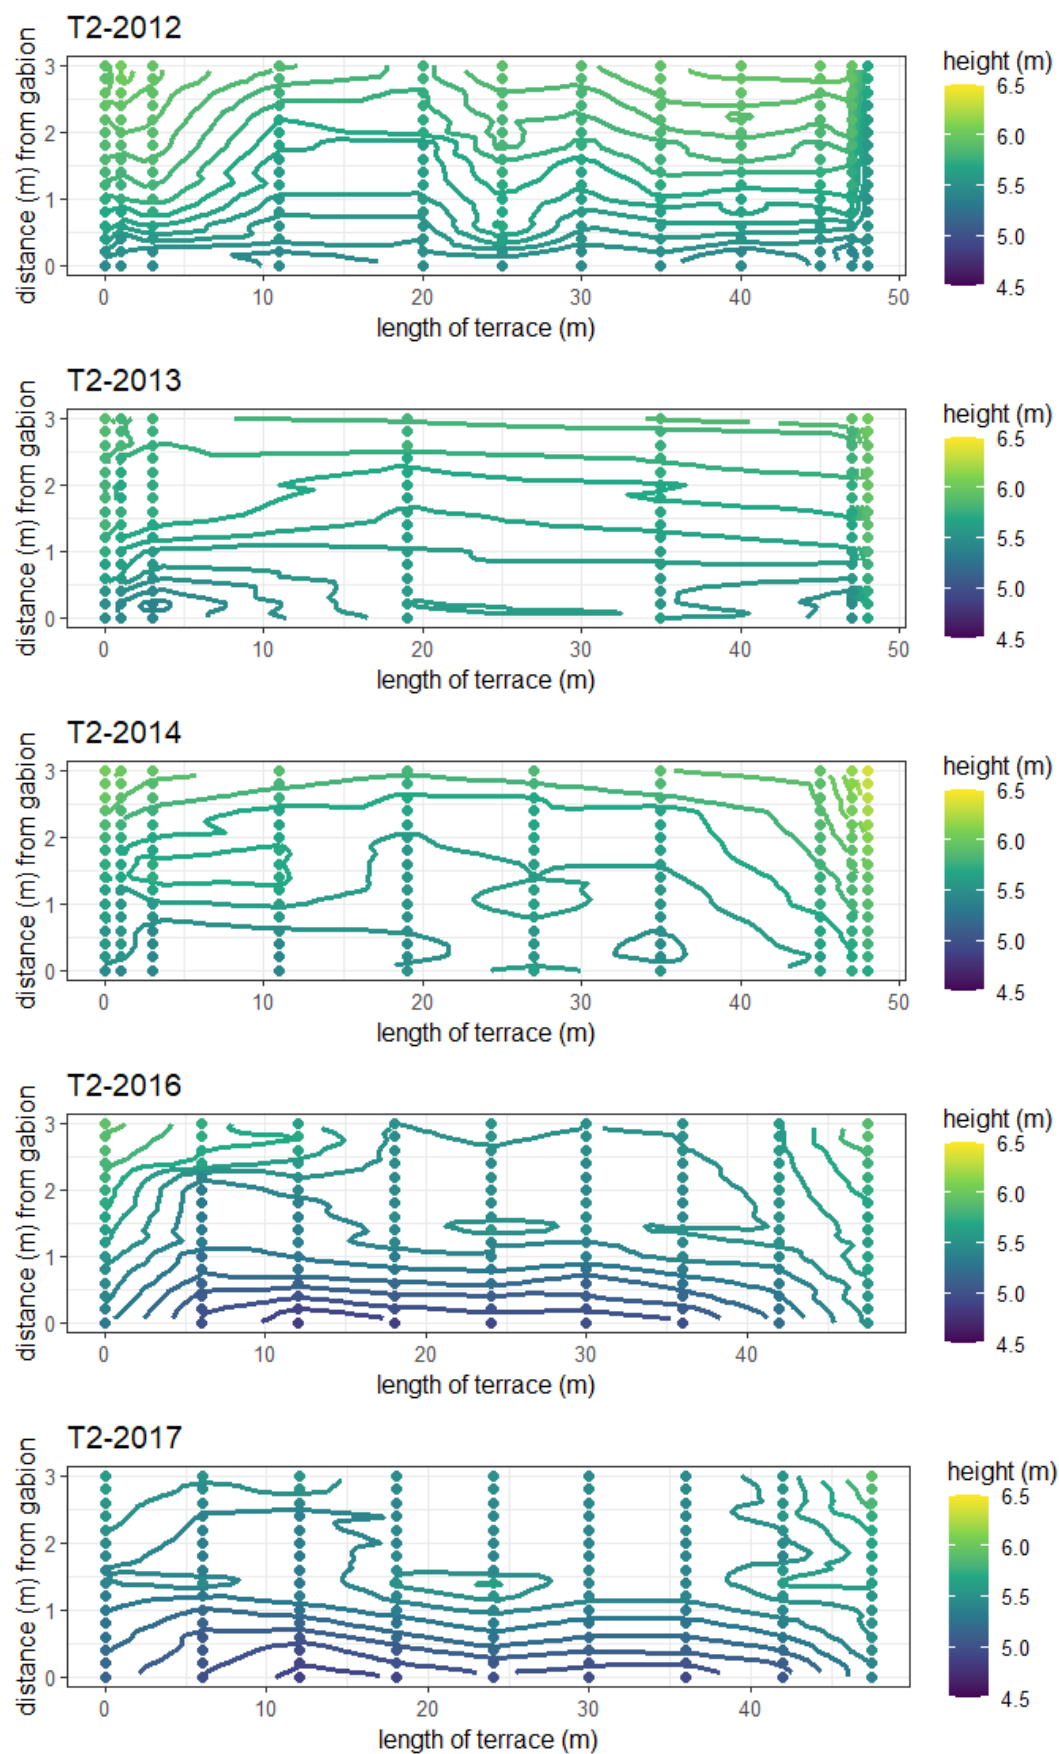 T2-2012
distance (m) from gabion
3
2
1
0
0 10 20 30 40 50
length of terrace (m)
height (m)
6.5
6.0
5.5
5.0
4.5
T2-2013
distance (m) from gabion
3
2
1
0
0 10 20 30 40 50
length of terrace (m)
height (m)
6.5
6.0
5.5
5.0
4.5
T2-2014
distance (m) from gabion
3
2
1
0
0 10 20 30 40 50
length of terrace (m)
height (m)
6.5
6.0
5.5
5.0
4.5
T2-2016
distance (m) from gabion
3
2
1
0
0 10 20 30 40
length of terrace (m)
height (m)
6.5
6.0
5.5
5.0
4.5
T2-2017
distance (m) from gabion
3
2
1
0
0 10 20 30 40
length of terrace (m)
height (m)
6.5
6.0
5.5
5.0
4.5